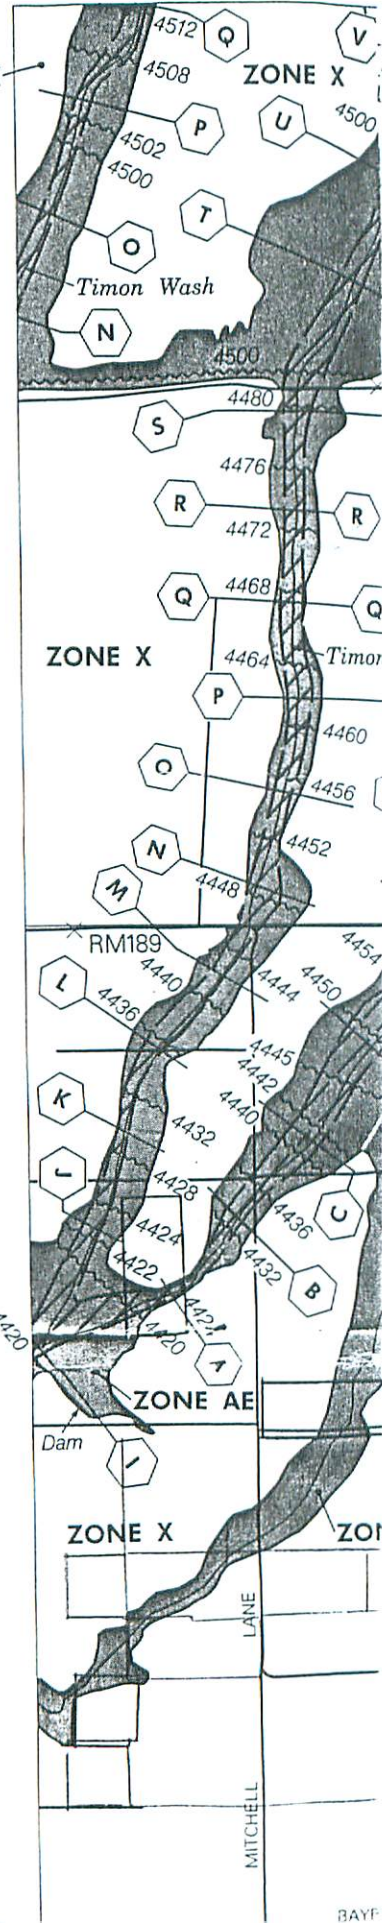 4512
Q
V
4508
ZONE X
P
U
4500
4502
4500
T
O
Timon Wash
N
4500
4480
S
4476
R
R
4472
4468
Q
Q
ZONE X
4464
Timon
P
4460
O
4456
4452
N
4448
M
RM189
4454
4440
4444
4450
L
4436
4445
4442
4440
K
4432
J
4428
C
4436
4424
4432
B
4422
4420
4420
A
ZONE AE
Dam
I
ZONE X
ZON
LANE
MITCHELL